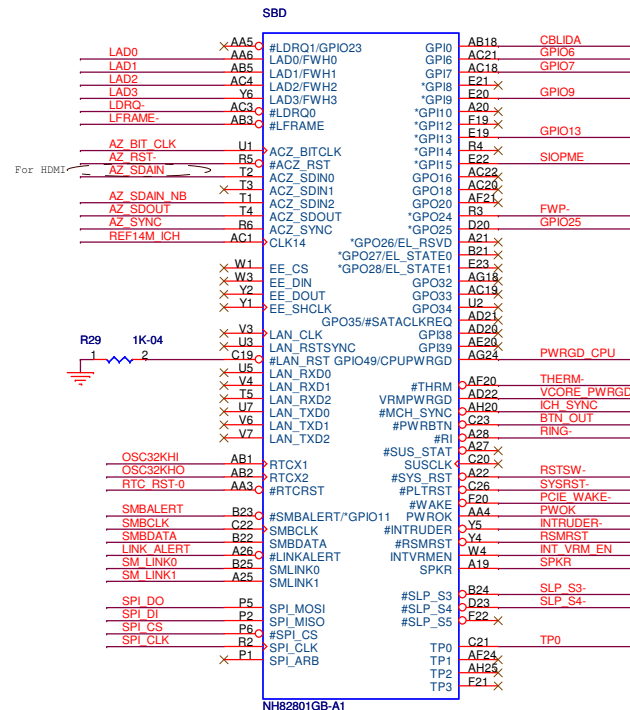 SBD
AA5 #LDRQ1/GPIO23 GPI0 AB18 CBLIDA
LAD0 AA6 LAD0/FWH0 GPI6 AC21 GPIO6
LAD1 AB5 LAD1/FWH1 GPI7 AC18 GPIO7
LAD2 AC4 LAD2/FWH2 *GPI8 E21
LAD3 Y6 LAD3/FWH3 *GPI9 E20 GPIO9
LDRQ- AC3 #LDRQ0 *GPI10 A20
LFRAME- AB3 #LFRAME *GPI12 F19
*GPI13 E19 GPIO13
AZ_BIT_CLK U1 ACZ_BITCLK *GPI14 R4
AZ_RST- R5 #ACZ_RST *GPI15 E22 SIOPME
For HDMI AZ_SDAIN T2 ACZ_SDIN0 GPO16 AC22
T3 ACZ_SDIN1 GPO18 AC20
AZ_SDAIN_NB T1 ACZ_SDIN2 GPO20 AF21
AZ_SDOUT T4 ACZ_SDOUT *GPO24 R3 FWP-
AZ_SYNC R6 ACZ_SYNC *GPO25 D20 GPIO25
REF14M_ICH AC1 CLK14 *GPO26/EL_RSVD A21
*GPO27/EL_STATE0 B21
W1 EE_CS *GPO28/EL_STATE1 E23
W3 EE_DIN GPO32 AG18
Y2 EE_DOUT GPO33 AC19
Y1 EE_SHCLK GPO34 U2
GPO35/#SATACLKREQ AD21
V3 LAN_CLK GPI38 AD20
U3 LAN_RSTSYNC GPI39 AE20
R29 1K-04
1 2 C19 #LAN_RST GPIO49/CPUPWRGD AG24 PWRGD_CPU
U5 LAN_RXD0
V4 LAN_RXD1 #THRM AF20 THERM-
T5 LAN_RXD2 VRMPWRGD AD22 VCORE_PWRGD
U7 LAN_TXD0 #MCH_SYNC AH20 ICH_SYNC
V6 LAN_TXD1 #PWRBTN C23 BTN_OUT
V7 LAN_TXD2 #RI A28 RING-
#SUS_STAT A27
OSC32KHI AB1 RTCX1 SUSCLK C20
OSC32KHO AB2 RTCX2 #SYS_RST A22 RSTSW-
RTC_RST-0 AA3 #RTCRST #PLTRST C26 SYSRST-
#WAKE F20 PCIE_WAKE-
SMBALERT B23 #SMBALERT/*GPIO11 PWROK AA4 PWOK
SMBCLK C22 SMBCLK #INTRUDER Y5 INTRUDER-
SMBDATA B22 SMBDATA #RSMRST Y4 RSMRST
LINK_ALERT A26 #LINKALERT INTVRMEN W4 INT_VRM_EN
SM_LINK0 B25 SMLINK0 SPKR A19 SPKR
SM_LINK1 A25 SMLINK1
#SLP_S3 B24 SLP_S3-
SPI_DO P5 SPI_MOSI #SLP_S4 D23 SLP_S4-
SPI_DI P2 SPI_MISO #SLP_S5 F22
SPI_CS P6 #SPI_CS
SPI_CLK R2 SPI_CLK TP0 C21 TP0
P1 SPI_ARB TP1 AF24
TP2 AH25
TP3 F21
NH82801GB-A1